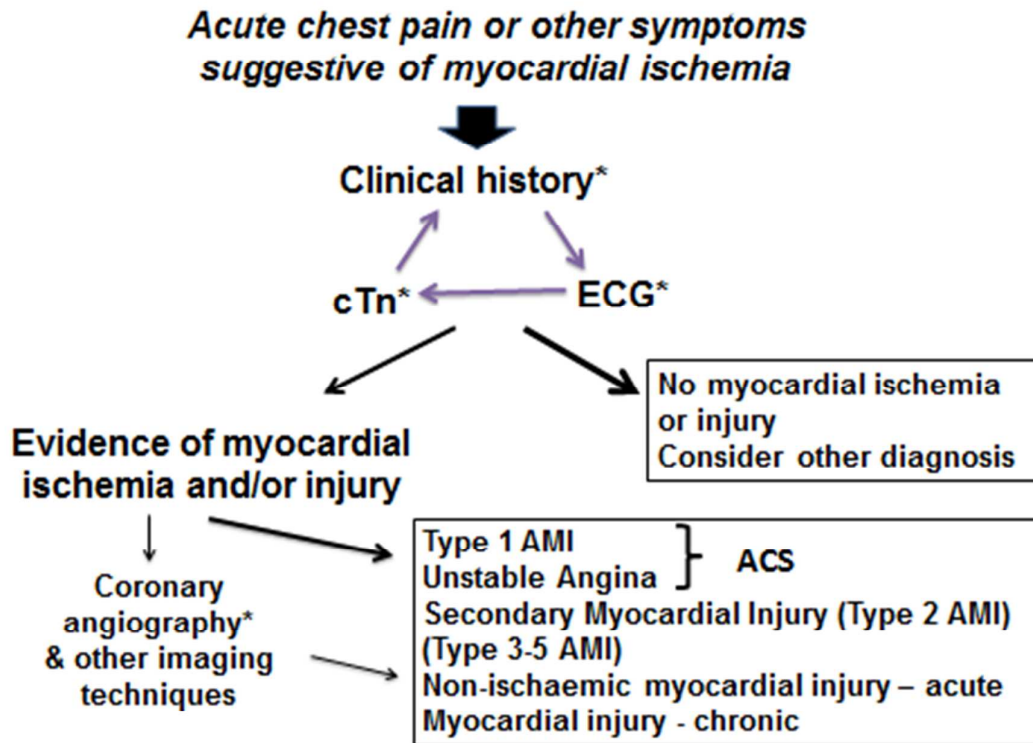 Acute chest pain or other symptoms
suggestive of myocardial ischemia
Clinical history*
cTn*
ECG*
No myocardial ischemia
or injury
Consider other diagnosis
Evidence of myocardial
ischemia and/or injury
Type 1 AMI
Unstable Angina
ACS
Secondary Myocardial Injury (Type 2 AMI)
(Type 3-5 AMI)
Non-ischaemic myocardial injury – acute
Myocardial injury - chronic
Coronary
angiography*
& other imaging
techniques